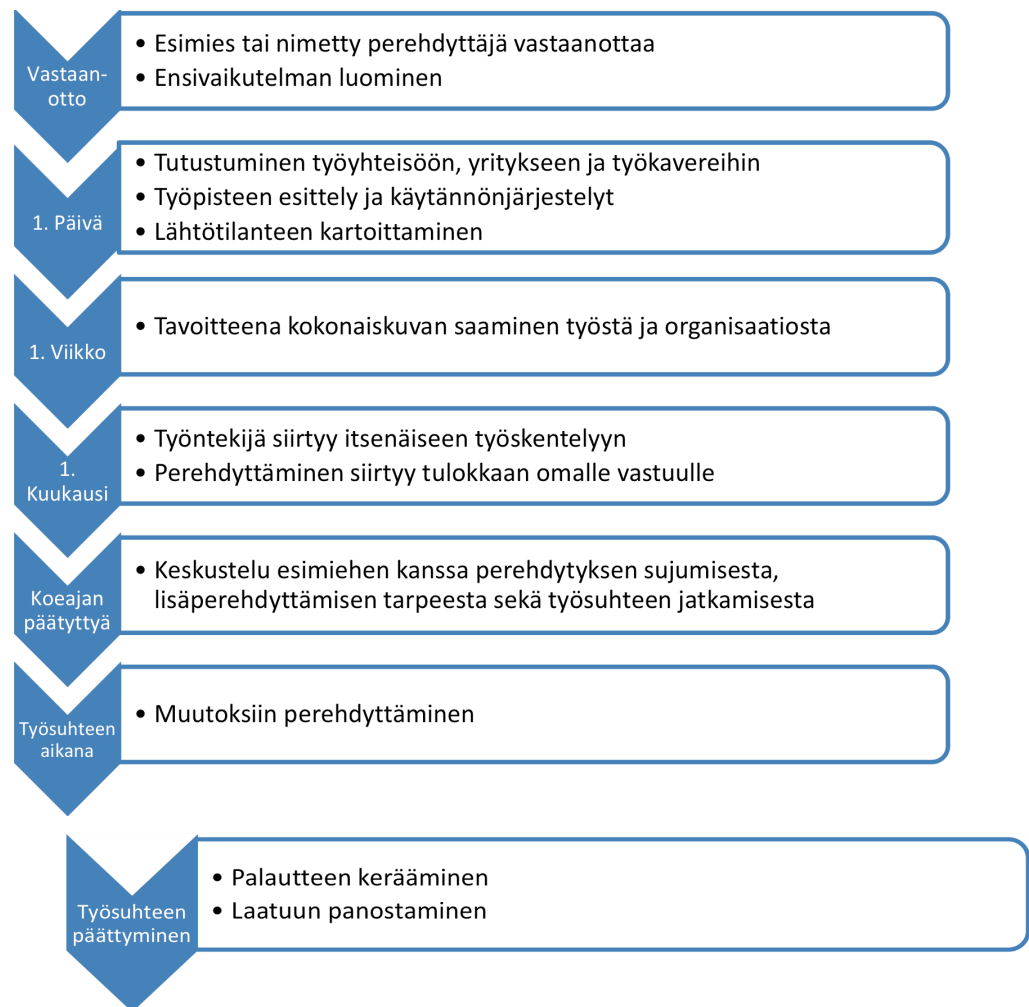 Vastaan-
otto
• Esimies tai nimetty perehdyttäjä vastaanottaa
• Ensivaikutelman luominen
1. Päivä
• Tutustuminen työyhteisöön, yritykseen ja työkavereihin
• Työpisteen esittely ja käytännönjärjestelyt
• Lähtötilanteen kartoittaminen
1. Viikko
• Tavoitteena kokonaiskuvan saaminen työstä ja organisaatiosta
1.
Kuukausi
• Työntekijä siirtyy itsenäiseen työskentelyyn
• Perehdyttäminen siirtyy tulokkaan omalle vastuulle
Koeajan
päätyttyä
• Keskustelu esimiehen kanssa perehdytyksen sujumisesta,
lisäperehdyttämisen tarpeesta sekä työsuhteen jatkamisesta
Työsuhteen
aikana
• Muutoksiin perehdyttäminen
Työsuhteen
päättyminen
• Palautteen kerääminen
• Laatuun panostaminen